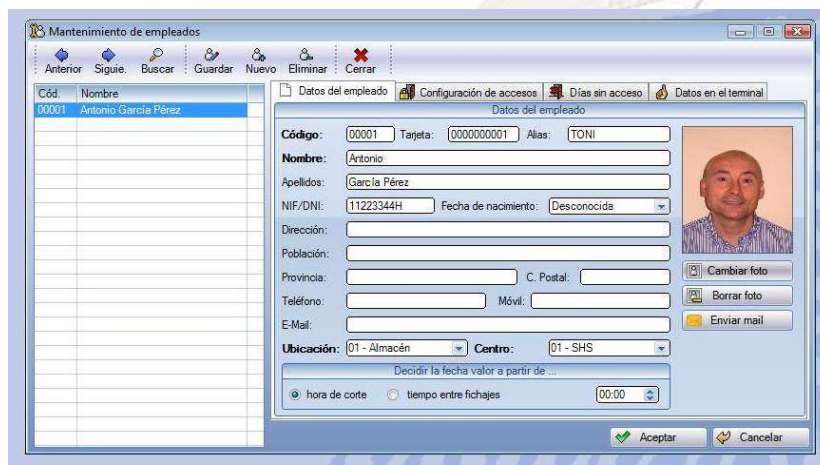 Mantenimiento de empleados
Anterior Siguie. Buscar Guardar Nuevo Eliminar Cerrar
Cód. Nombre
00001 Antonio García Pérez
Datos del empleado Configuración de accesos Días sin acceso Datos en el terminal
Datos del empleado
Código: 00001 Tarjeta: 0000000001 Alias: TONI
Nombre: Antonio
Apellidos: García Pérez
NIF/DNI: 11223344H Fecha de nacimiento: Desconocida
Dirección:
Población:
Provincia: C. Postal:
Teléfono: Móvil:
E-Mail:
Ubicación: 01 - Almacén Centro: 01 - SHS
Decidir la fecha valor a partir de ...
hora de corte tiempo entre fichajes 00:00
Cambiar foto
Borrar foto
Enviar mail
Aceptar Cancelar